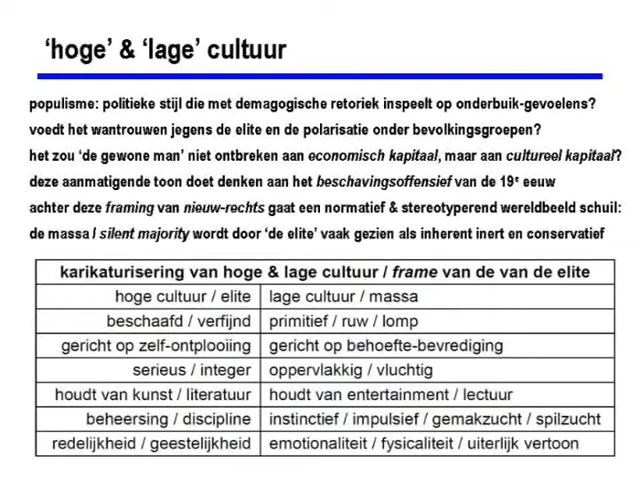 ‘hoge’ & ‘lage’ cultuur
populisme: politieke stijl die met demagogische retoriek inspeelt op onderbuik-gevoelens?
voedt het wantrouwen jegens de elite en de polarisatie onder bevolkingsgroepen?
het zou ‘de gewone man’ niet ontbreken aan economisch kapitaal, maar aan cultureel kapitaal?
deze aanmatigende toon doet denken aan het beschavingsoffensief van de 19e eeuw
achter deze framing van nieuw-rechts gaat een normatief & stereotyperend wereldbeeld schuil:
de massa / silent majority wordt door ‘de elite’ vaak gezien als inherent inert en conservatief
karikaturisering van hoge & lage cultuur / frame van de van de elite
hoge cultuur / elite lage cultuur / massa
beschaafd / verfijnd primitief / ruw / lomp
gericht op zelf-ontplooiing gericht op behoefte-bevrediging
serieus / integer oppervlakkig / vluchtig
houdt van kunst / literatuur houdt van entertainment / lectuur
beheersing / discipline instinctief / impulsief / gemakzucht / spilzucht
redelijkheid / geestelijkheid emotionaliteit / fysicaliteit / uiterlijk vertoon